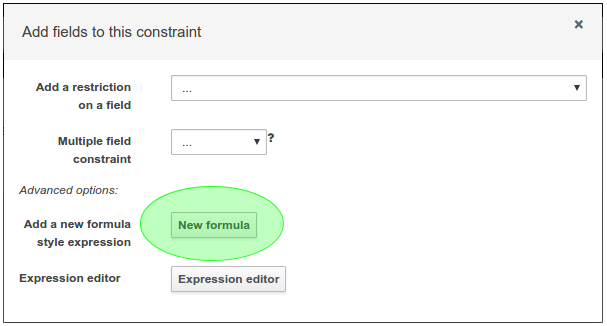 Add fields to this constraint ×
Add a restriction
on a field
...
Multiple field
constraint
... ?
Advanced options:
Add a new formula
style expression
New formula
Expression editor Expression editor